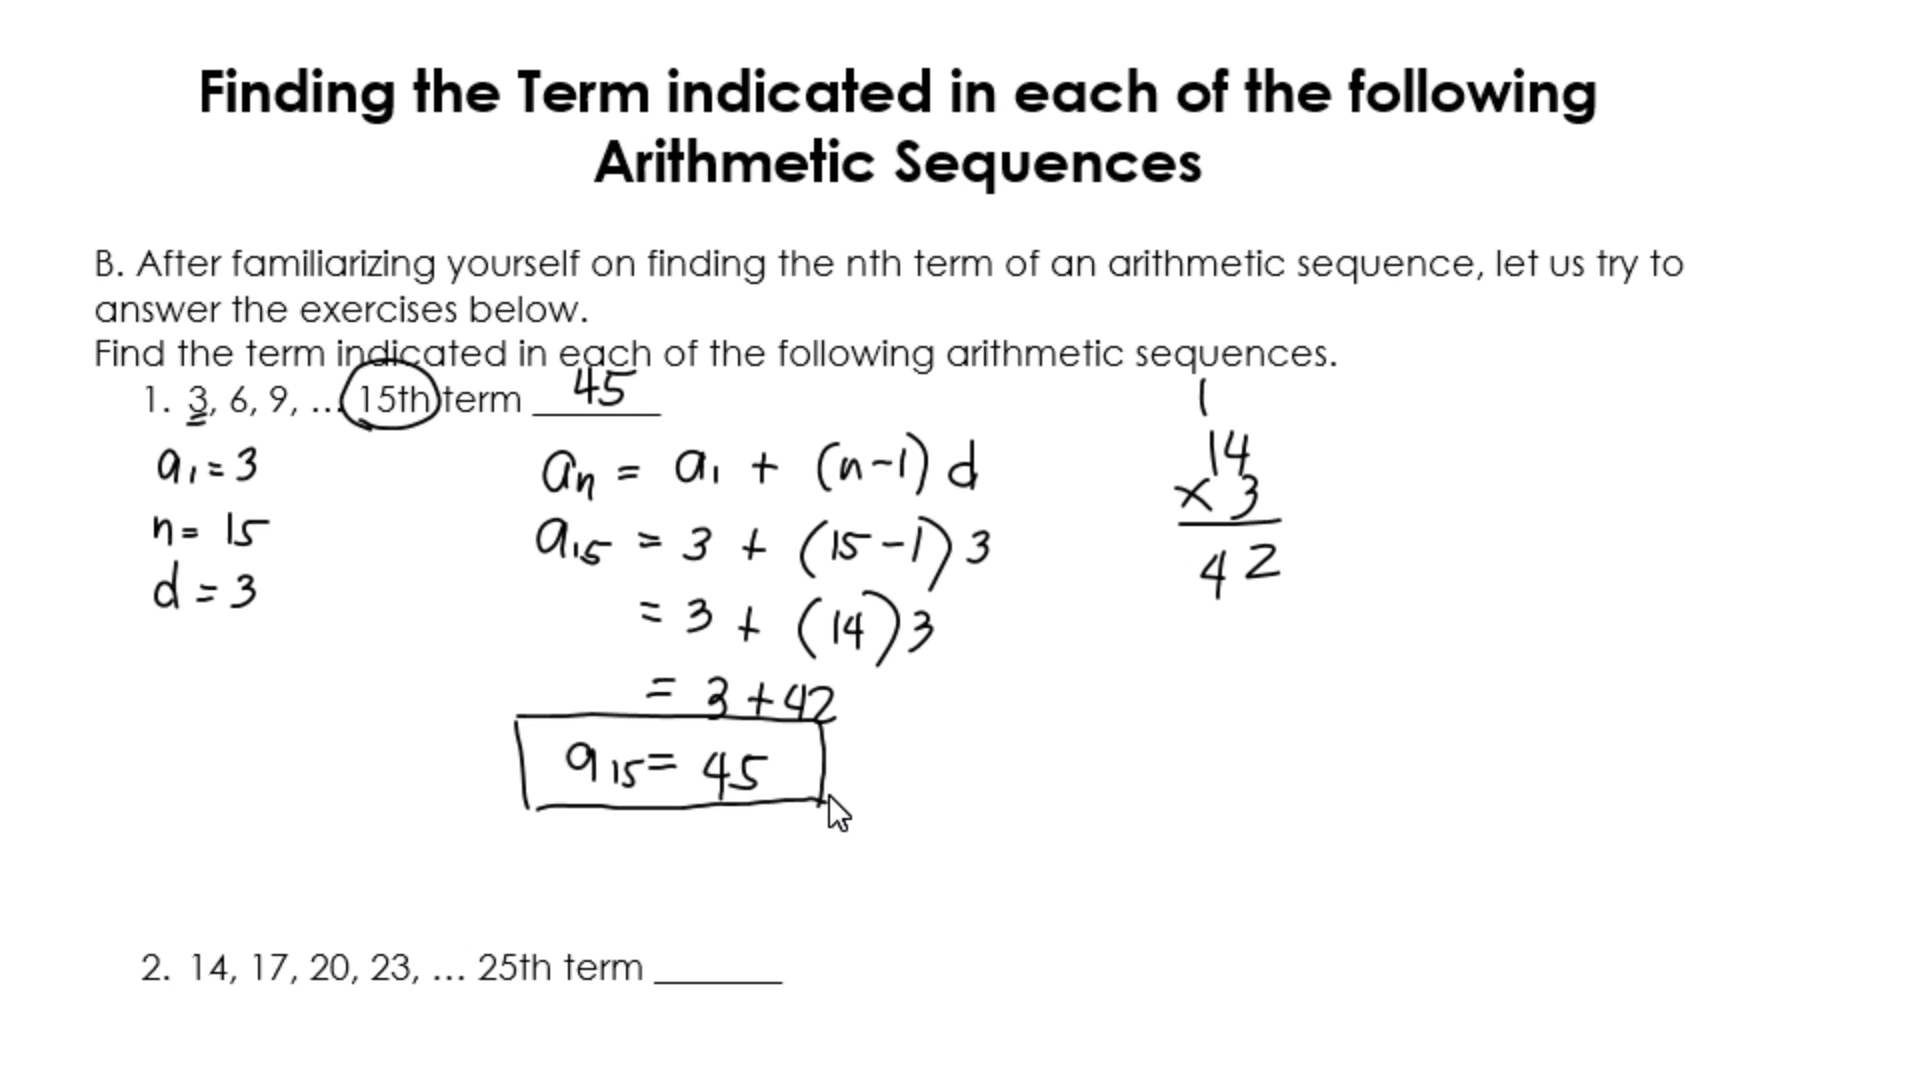 Finding the Term indicated in each of the following
Arithmetic Sequences
B. After familiarizing yourself on finding the nth term of an arithmetic sequence, let us try to
answer the exercises below.
Find the term indicated in each of the following arithmetic sequences.
1. 3, 6, 9, ... 15th term 45
a₁ = 3
n = 15
d = 3
aₙ = a₁ + (n-1) d
a₁₅ = 3 + (15-1) 3
= 3 + (14) 3
= 3 + 42
a₁₅ = 45
1
14
x 3
42
2. 14, 17, 20, 23, ... 25th term ______